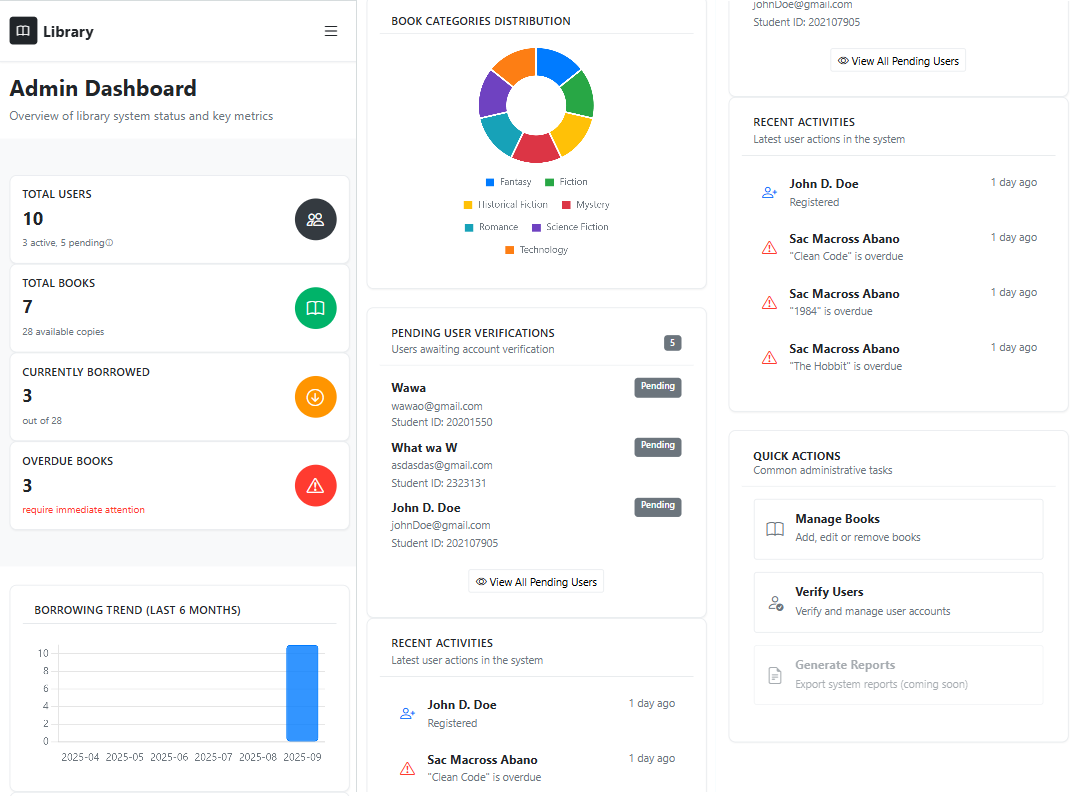 Library
Admin Dashboard
Overview of library system status and key metrics
TOTAL USERS
10
3 active, 5 pending
TOTAL BOOKS
7
28 available copies
CURRENTLY BORROWED
3
out of 28
OVERDUE BOOKS
3
require immediate attention
BORROWING TREND (LAST 6 MONTHS)
10
8
6
4
2
0
2025-04 2025-05 2025-06 2025-07 2025-08 2025-09
BOOK CATEGORIES DISTRIBUTION
Fantasy Fiction
Historical Fiction Mystery
Romance Science Fiction
Technology
PENDING USER VERIFICATIONS
Users awaiting account verification
5
Wawa
Pending
wawao@gmail.com
Student ID: 20201550
What wa W
Pending
asdasdas@gmail.com
Student ID: 2323131
John D. Doe
Pending
johnDoe@gmail.com
Student ID: 202107905
View All Pending Users
RECENT ACTIVITIES
Latest user actions in the system
John D. Doe 1 day ago
Registered
Sac Macross Abano 1 day ago
"Clean Code" is overdue
johnDoe@gmail.com
Student ID: 202107905
View All Pending Users
RECENT ACTIVITIES
Latest user actions in the system
John D. Doe 1 day ago
Registered
Sac Macross Abano 1 day ago
"Clean Code" is overdue
Sac Macross Abano 1 day ago
"1984" is overdue
Sac Macross Abano 1 day ago
"The Hobbit" is overdue
QUICK ACTIONS
Common administrative tasks
Manage Books
Add, edit or remove books
Verify Users
Verify and manage user accounts
Generate Reports
Export system reports (coming soon)